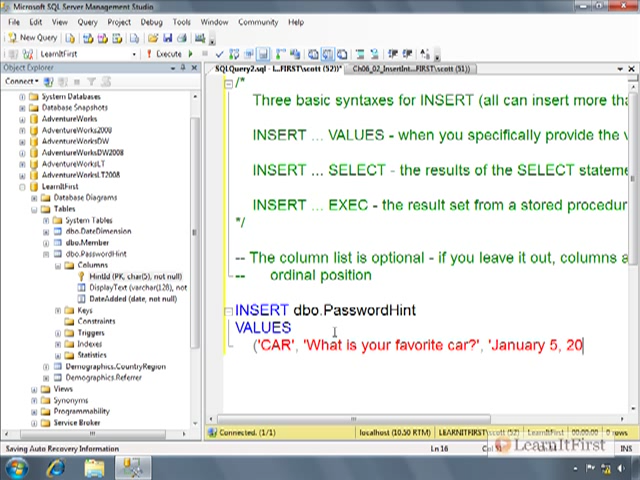 Microsoft SQL Server Management Studio
File Edit View Query Project Debug Tools Window Community Help
New Query
LearnItFirst Execute
Object Explorer
SQLQuery2.sql - l...FIRST\scott (52))* Ch06_02_InsertInt...FIRST\scott (51))
Connect
System Databases
Database Snapshots
AdventureWorks
AdventureWorks2008
AdventureWorksDW
AdventureWorksDW2008
AdventureWorksLT
AdventureWorksLT2008
LearnItFirst
Database Diagrams
Tables
System Tables
dbo.DateDimension
dbo.Member
dbo.PasswordHint
Columns
HintId (PK, char(5), not null)
DisplayText (varchar(128), not
DateAdded (date, not null)
Keys
Constraints
Triggers
Indexes
Statistics
Demographics.CountryRegion
Demographics.Referrer
Views
Synonyms
Programmability
Service Broker
/*
Three basic syntaxes for INSERT (all can insert more tha
INSERT ... VALUES - when you specifically provide the v
INSERT ... SELECT - the results of the SELECT stateme
INSERT ... EXEC - the result set from a stored procedur
*/
-- The column list is optional - if you leave it out, columns a
-- ordinal position
INSERT dbo.PasswordHint
VALUES
('CAR', 'What is your favorite car?', 'January 5, 20
Connected. (1/1) localhost (10.50 RTM) LEARNITFIRST\scott (52) LearnItFirst 00:00:00 0 rows
Saving Auto Recovery Information Ln 16 INS
LearnItFirst